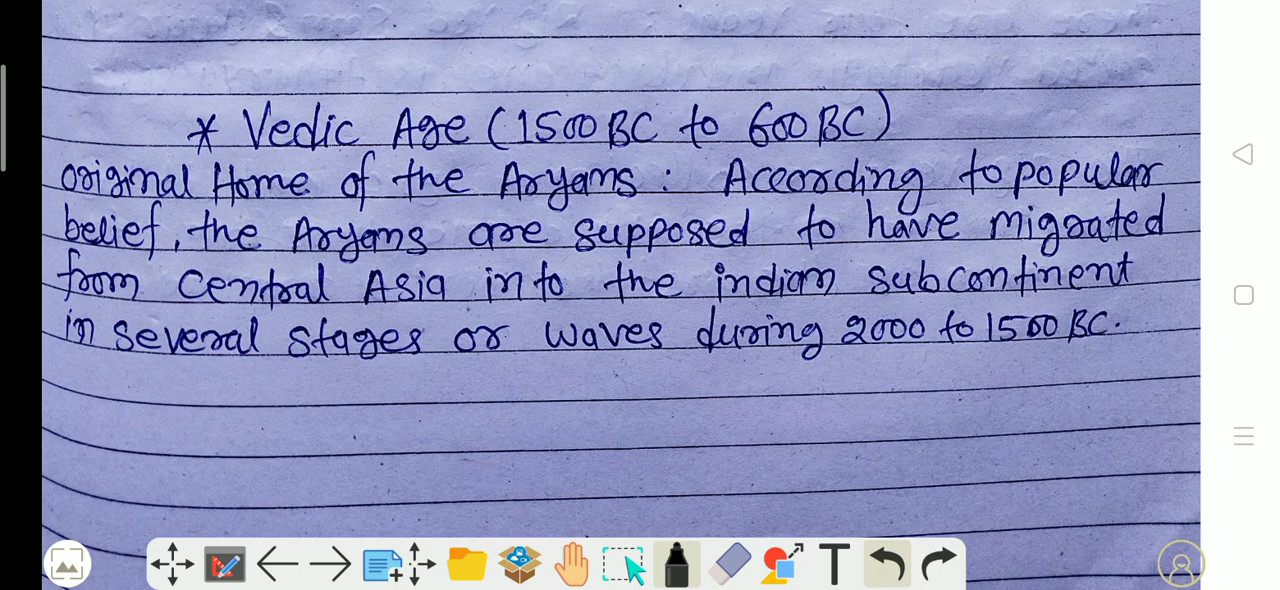 * Vedic Age (1500 BC to 600 BC)
Original Home of the Aryans : According to popular
belief, the Aryans are supposed to have migrated
from Central Asia into the indian subcontinent
in several stages or waves during 2000 to 1500 BC.
T